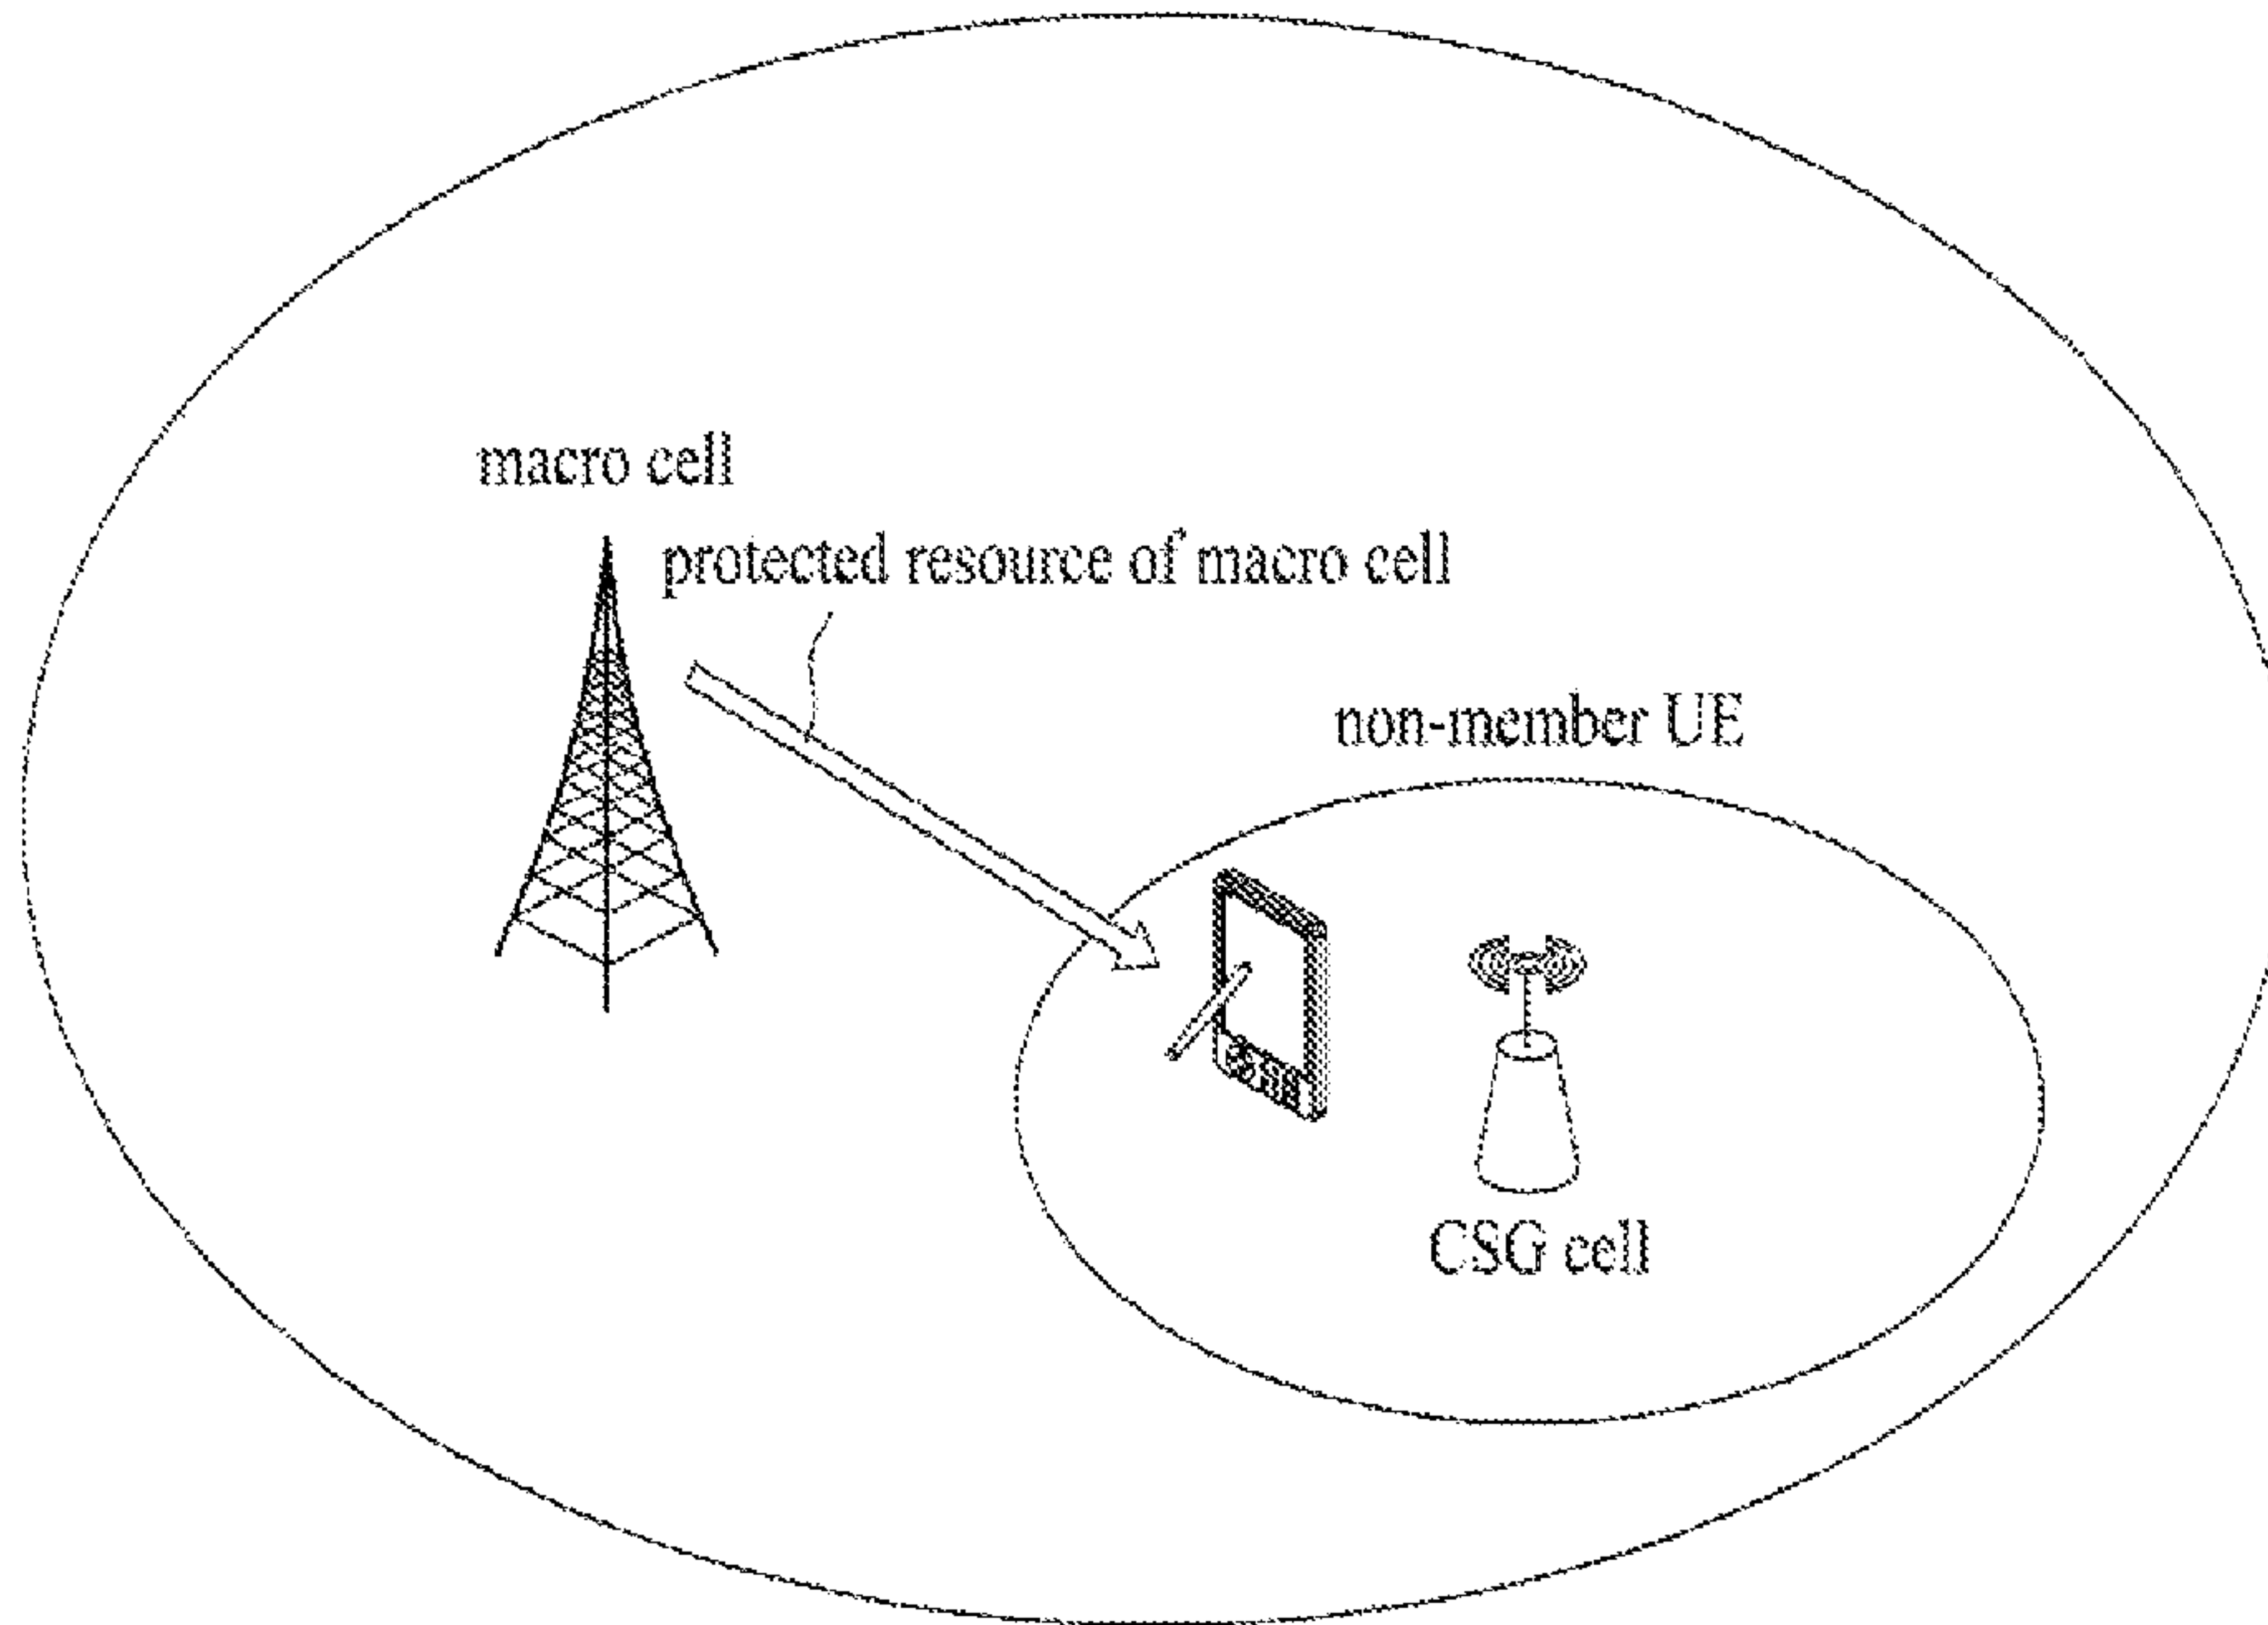 macro cell
protected resource of macro cell
non-member UE
CSG cell